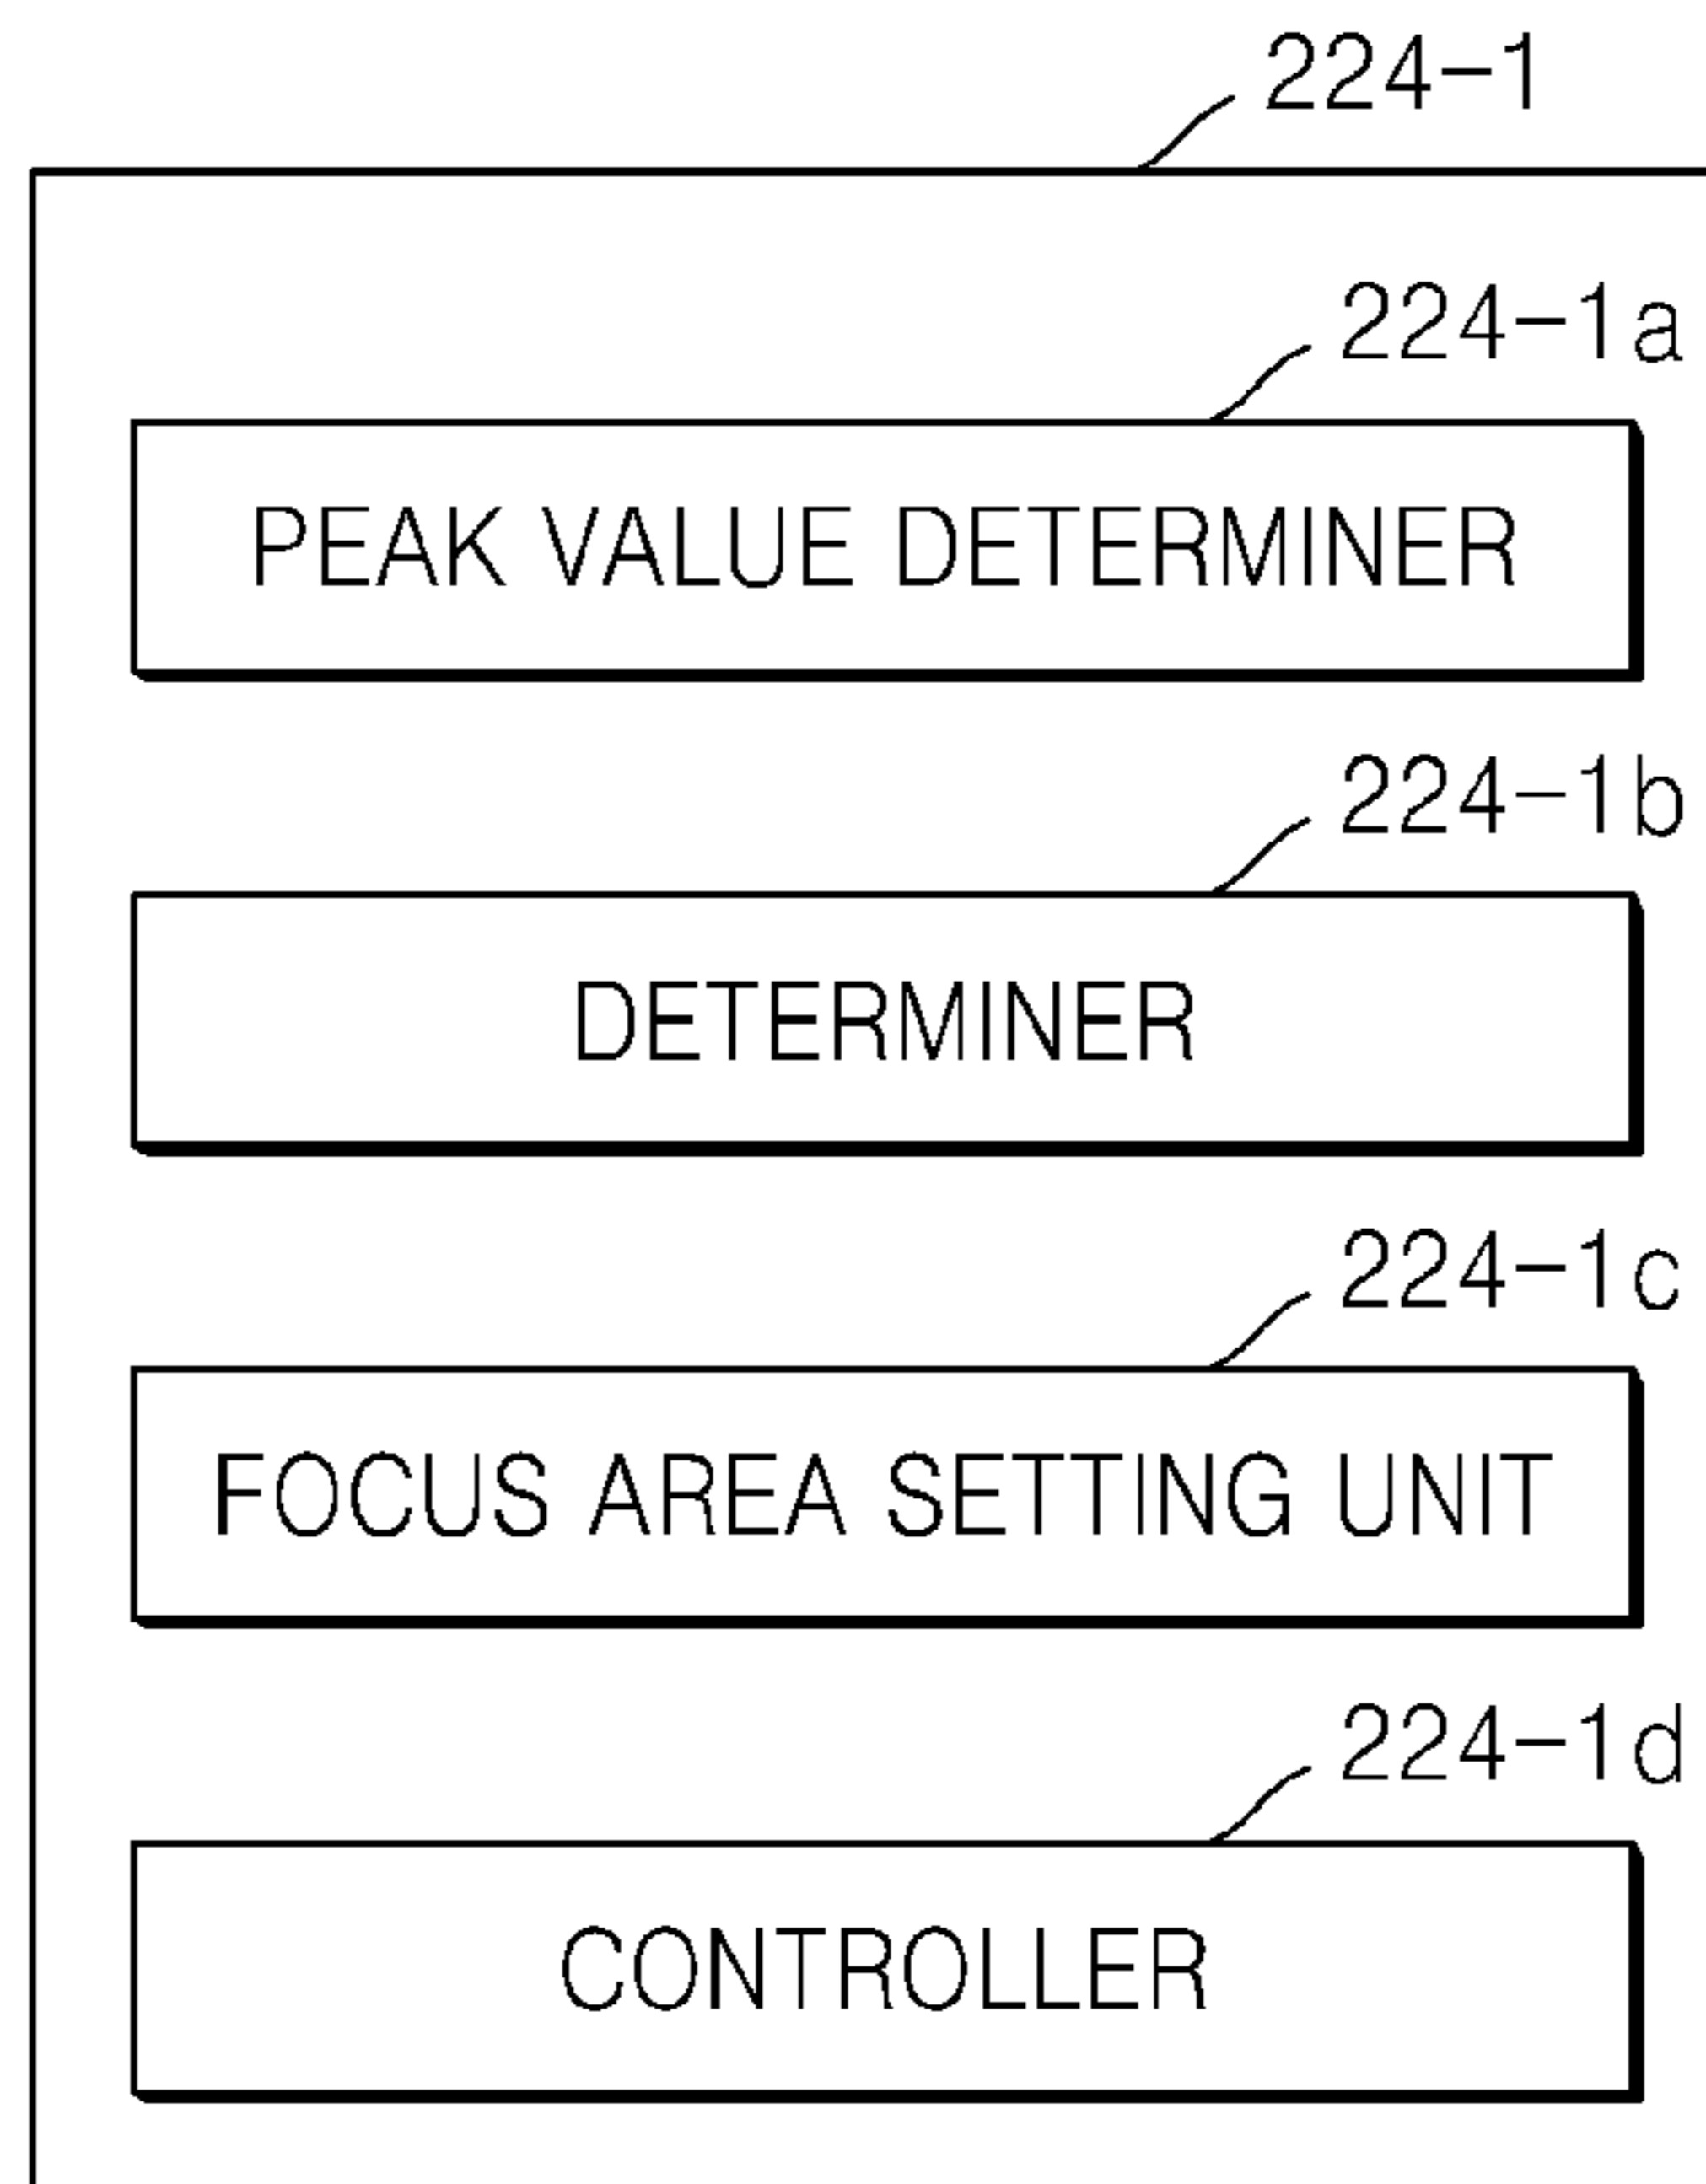 224-1
224-1a
PEAK VALUE DETERMINER
224-1b
DETERMINER
224-1c
FOCUS AREA SETTING UNIT
224-1d
CONTROLLER